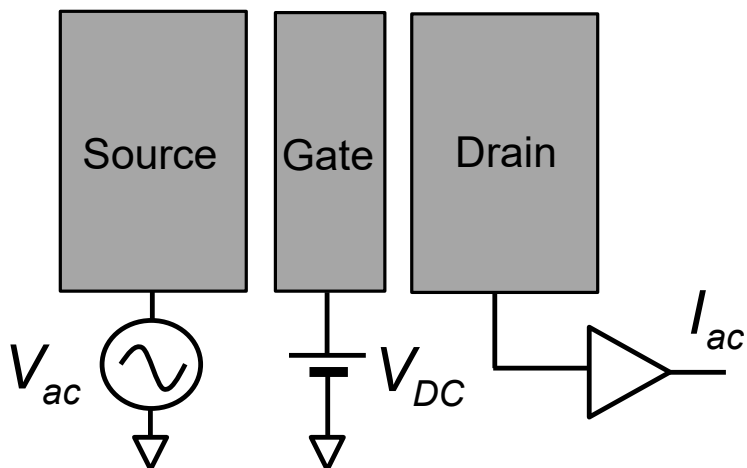 Source
Gate
Drain
V_ac
V_DC
I_ac